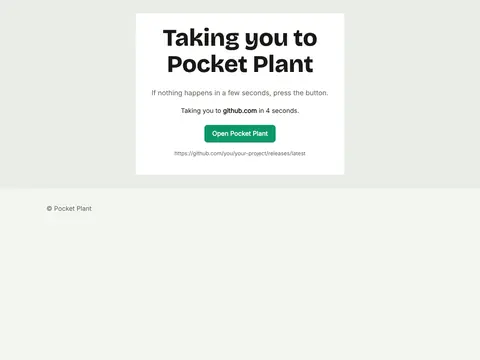 Taking you to
Pocket Plant
If nothing happens in a few seconds, press the button.
Taking you to github.com in 4 seconds.
Open Pocket Plant
https://github.com/you/your-project/releases/latest
© Pocket Plant